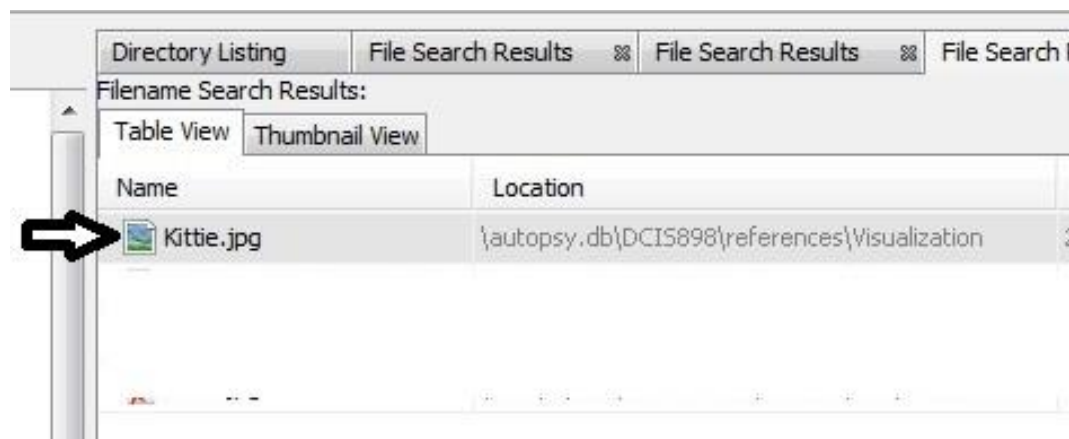 Directory Listing File Search Results File Search Results File Search
Filename Search Results:
Table View Thumbnail View
Name Location
Kittie.jpg \autopsy.db\DCIS898\references\Visualization